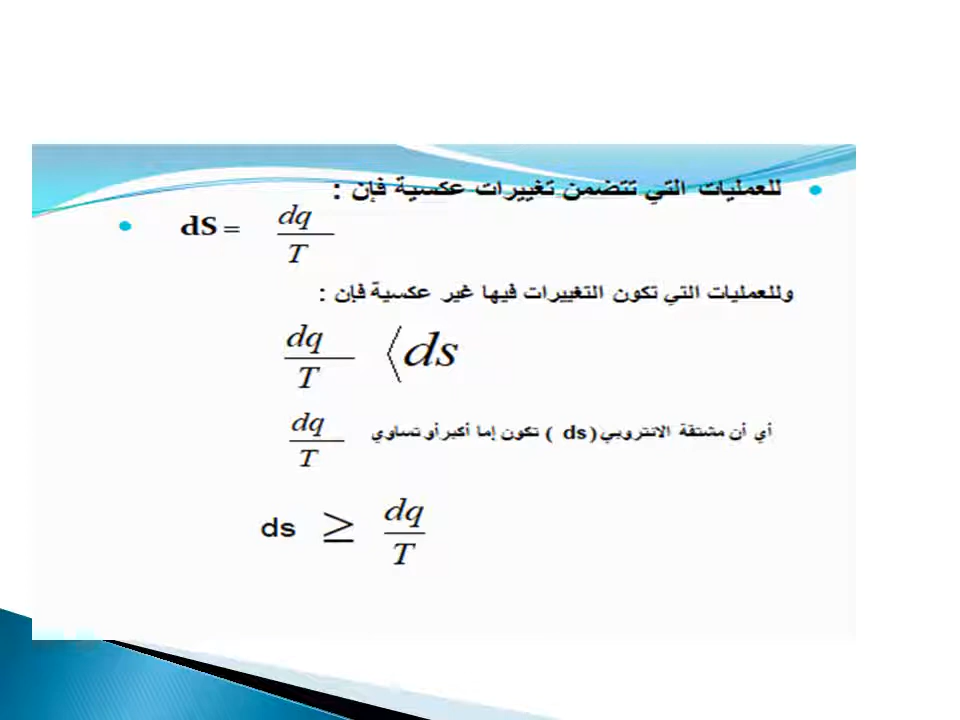 للعمليات التي تتضمن تغييرات عكسية فإن :
dS = dq/T
وللعمليات التي تكون التغييرات فيها غير عكسية فإن :
dq/T ⟨ ds
أي أن مشتقة الانتروبي (ds ) تكون إما أكبر أو تساوي dq/T
ds ≥ dq/T